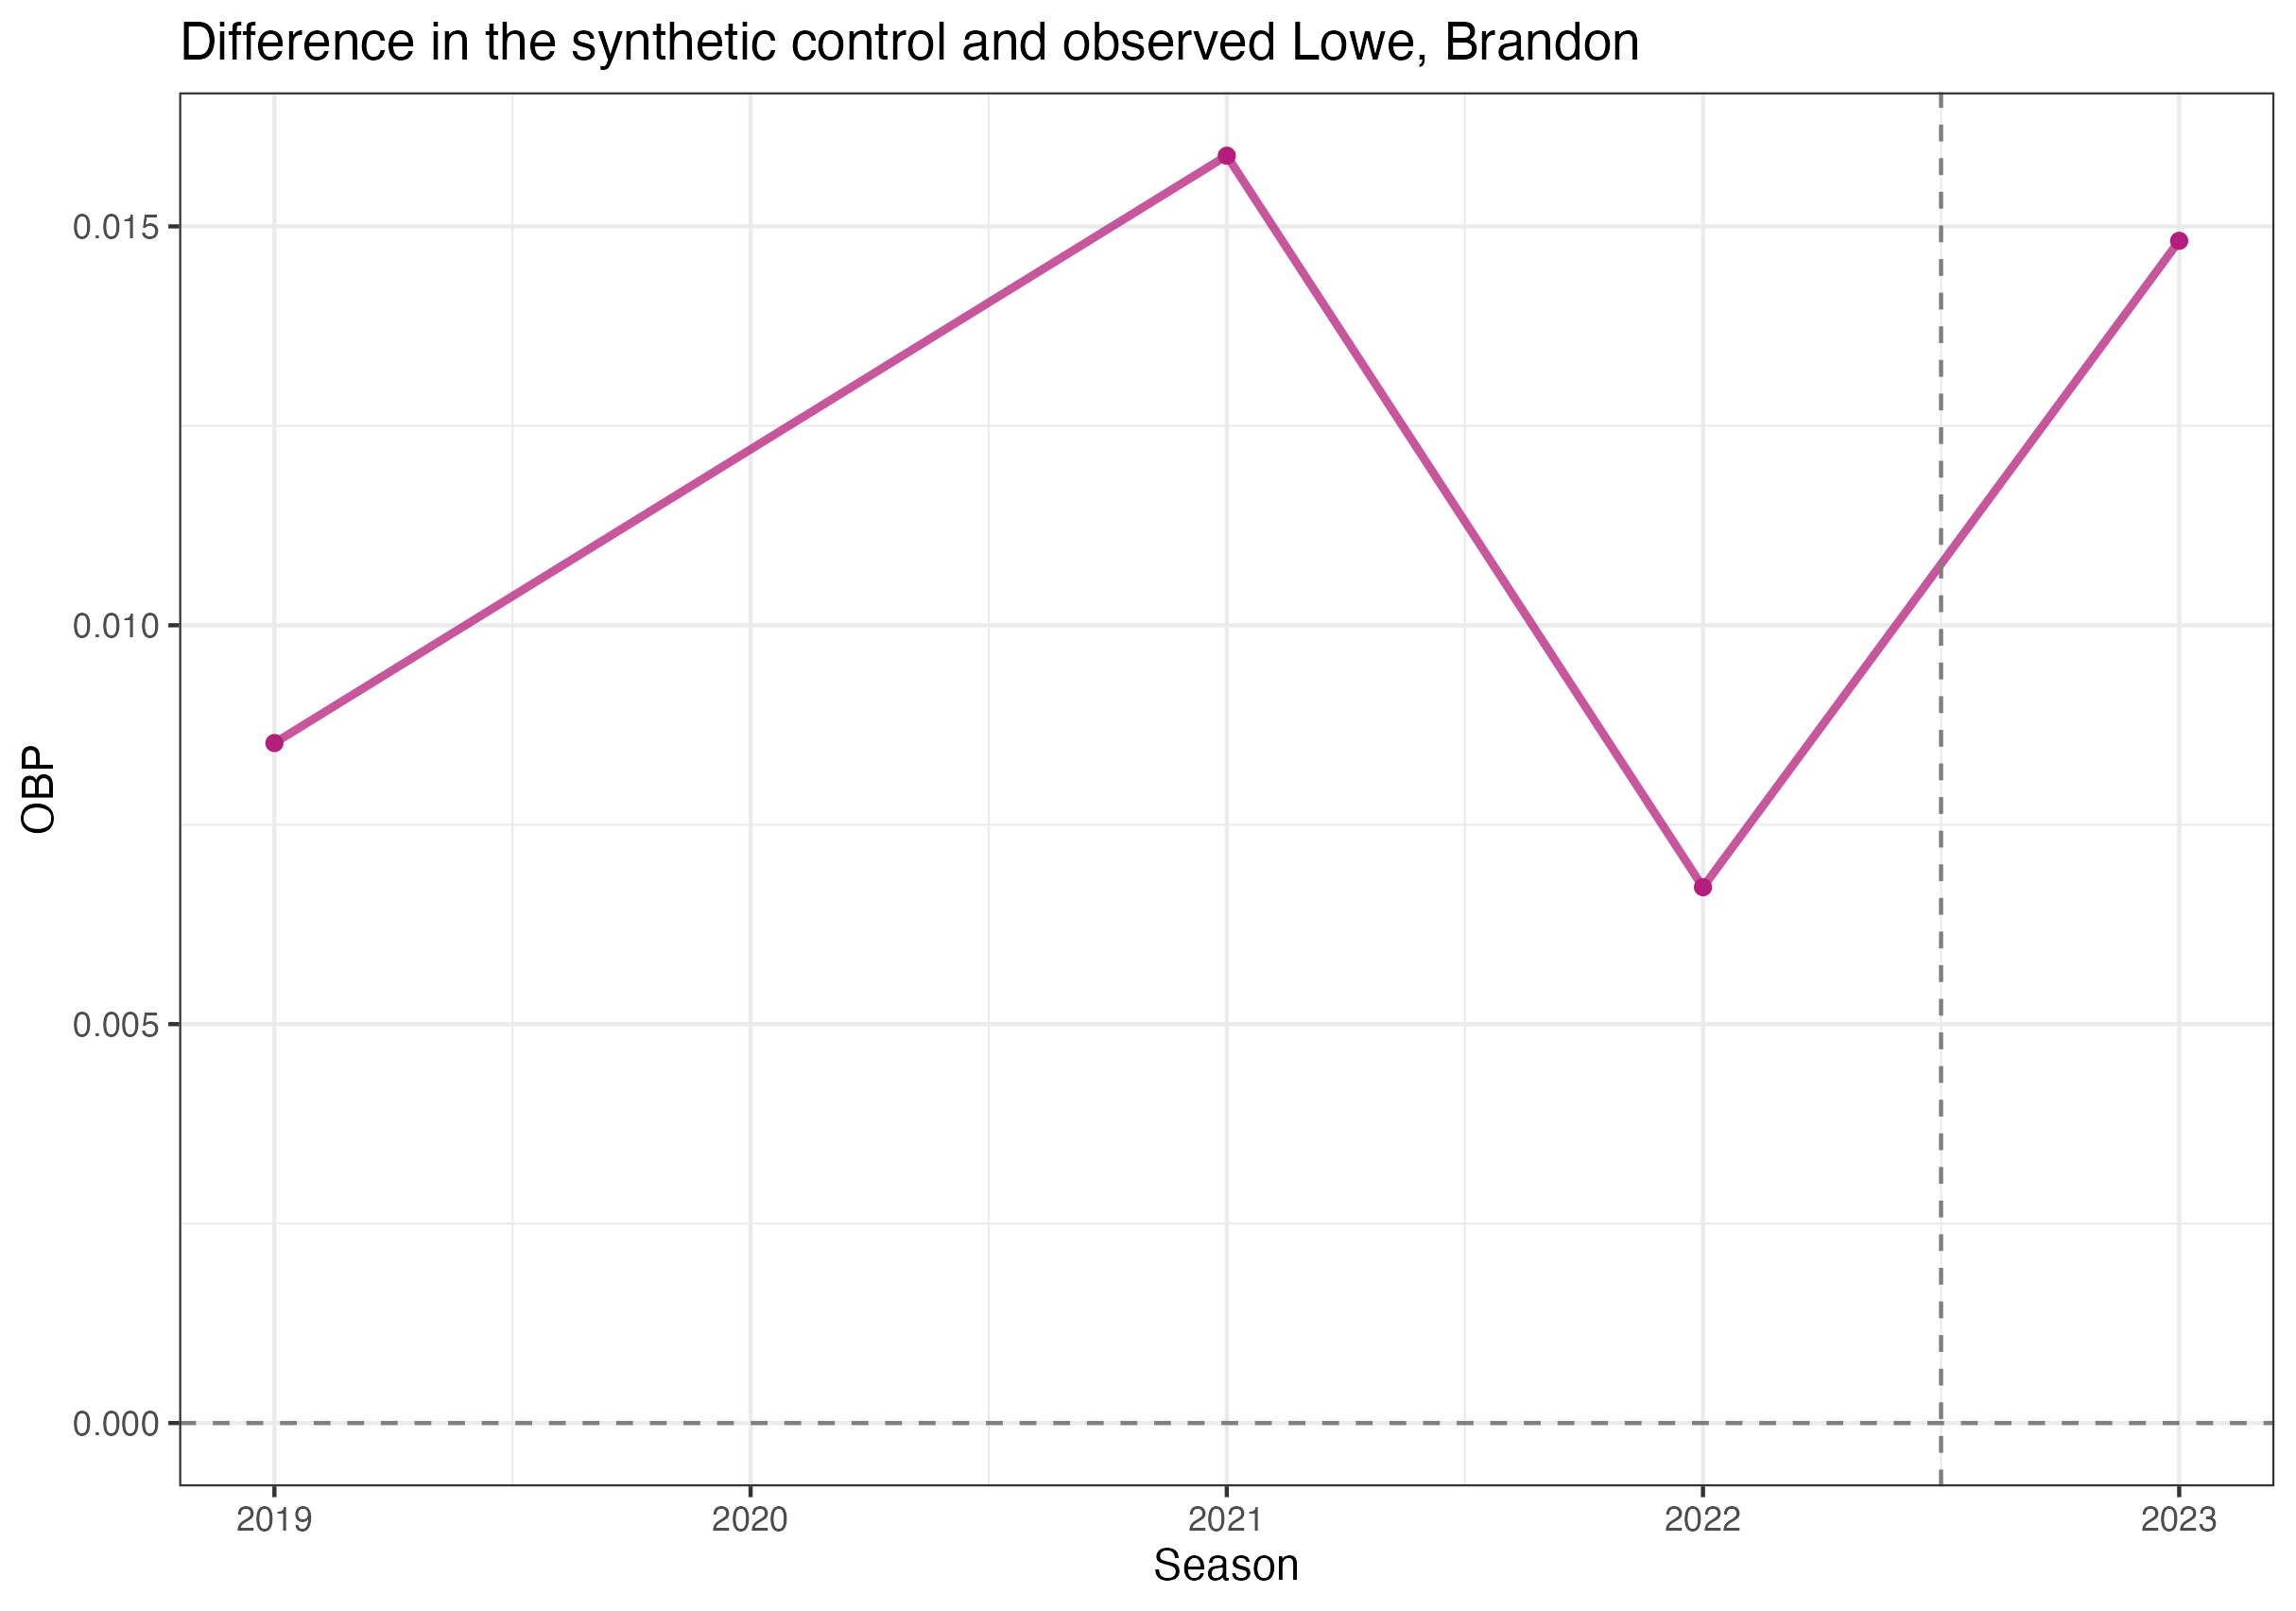 Difference in the synthetic control and observed Lowe, Brandon
0.015
0.010
0.005
0.000
OBP
2019 2020 2021 2022 2023
Season